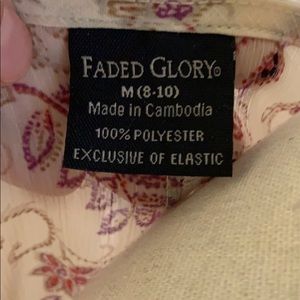 FADED GLORY®
M (8-10)
Made in Cambodia
100% POLYESTER
EXCLUSIVE OF ELASTIC